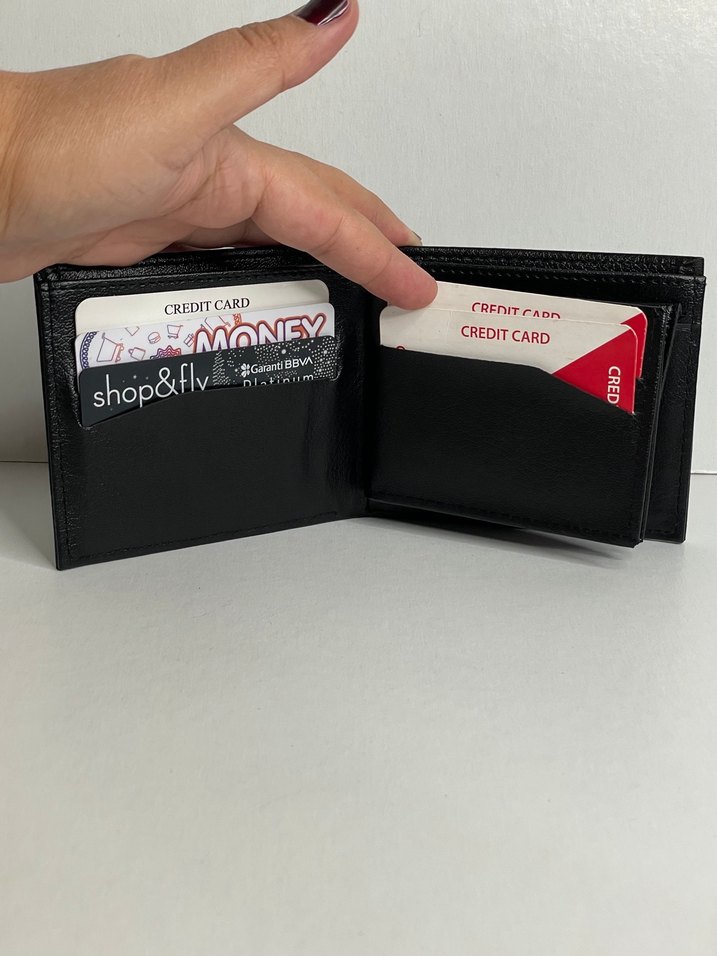 CREDIT CARD
MONEY
shop&fly
Garanti BBVA
Platinum
CREDIT CARD
CREDIT CARD
CRED